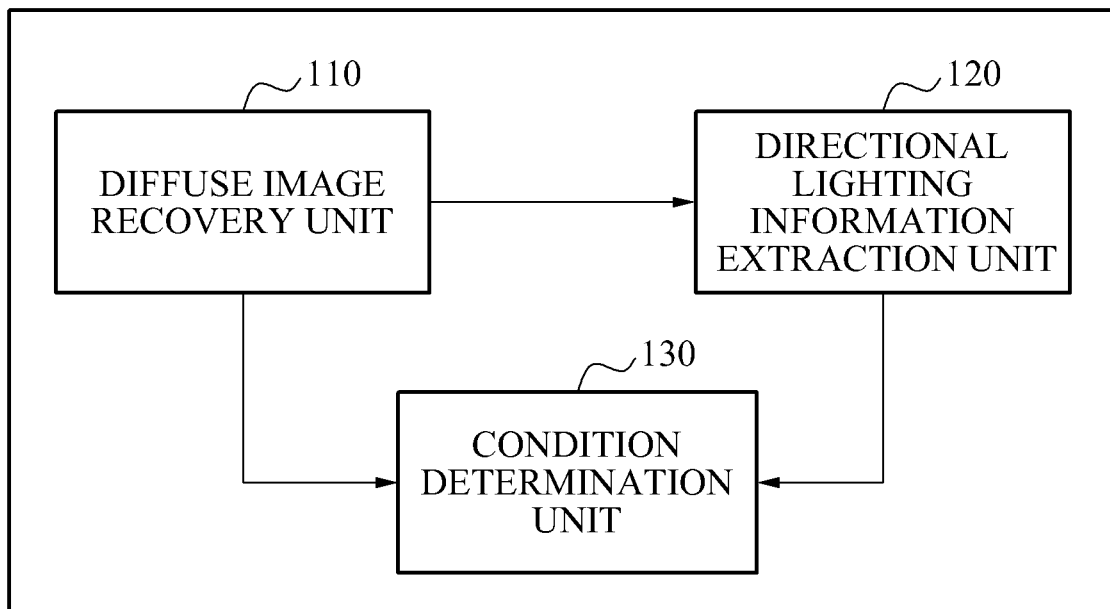 110
DIFFUSE IMAGE
RECOVERY UNIT
120
DIRECTIONAL
LIGHTING
INFORMATION
EXTRACTION UNIT
130
CONDITION
DETERMINATION
UNIT